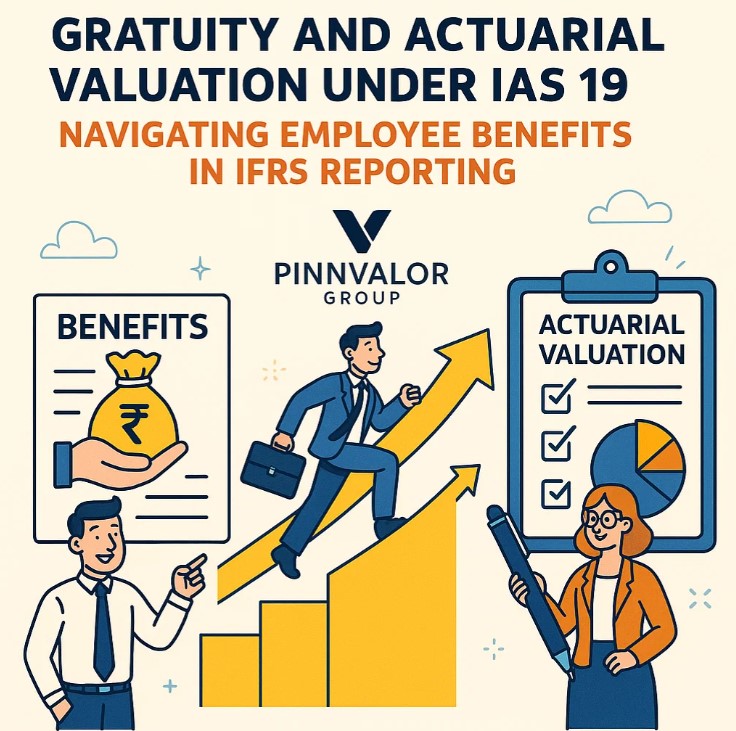 GRATUITY AND ACTUARIAL
VALUATION UNDER IAS 19
NAVIGATING EMPLOYEE BENEFITS
IN IFRS REPORTING
PINNVALOR
GROUP
BENEFITS
₹
ACTUARIAL
VALUATION